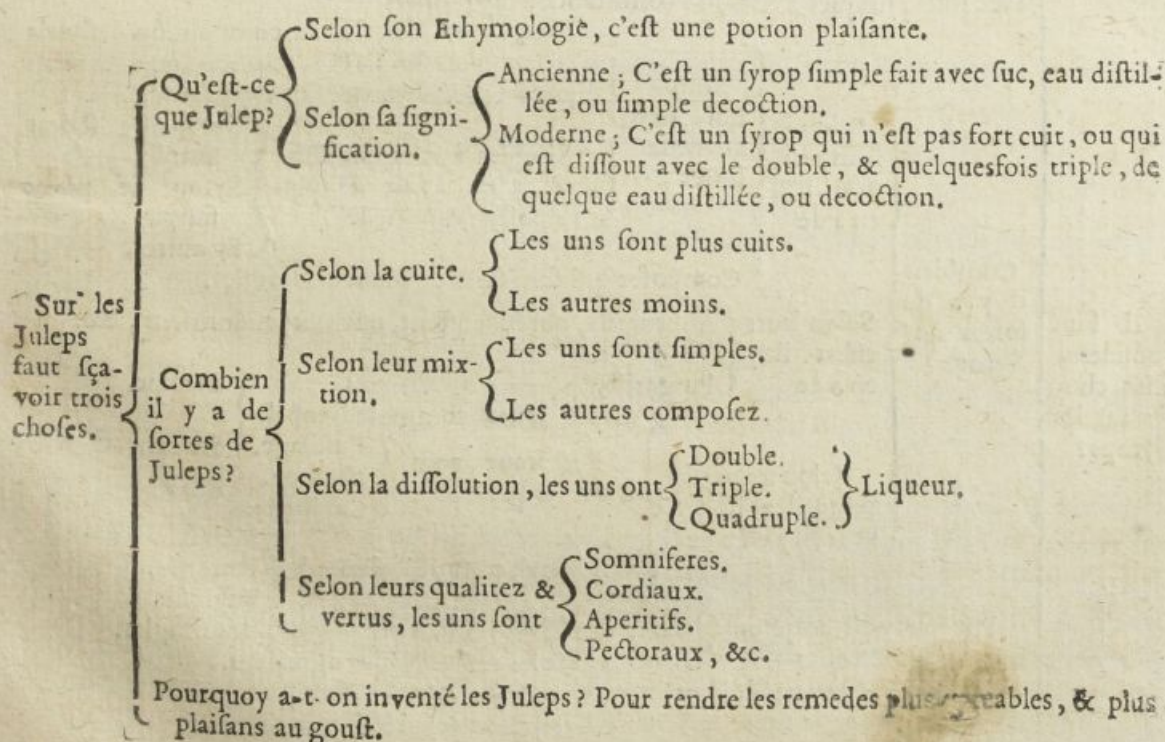 Sur les
Juleps
faut ſça-
voir trois
choſes.
Qu'eſt-ce
que Julep?
Selon ſon Ethymologie, c'eſt une potion plaiſante.
Selon ſa ſigni-
fication.
Ancienne ; C'eſt un ſyrop ſimple fait avec ſuc, eau diſtil-
lée, ou ſimple decoction.
Moderne ; C'eſt un ſyrop qui n'eſt pas fort cuit, ou qui
eſt diſſout avec le double, & quelquesfois triple, de
quelque eau diſtillée, ou decoction.
Combien
il y a de
ſortes de
Juleps?
Selon la cuite.
Les uns ſont plus cuits.
Les autres moins.
Selon leur mix-
tion.
Les uns ſont ſimples.
Les autres compoſez.
Selon la diſſolution, les uns ont
Double.
Triple.
Quadruple.
Liqueur.
Selon leurs qualitez &
vertus, les uns ſont
Somniferes.
Cordiaux.
Aperitifs.
Pectoraux, &c.
Pourquoy a-t-on inventé les Juleps? Pour rendre les remedes plus , & plus
plaiſans au gouſt.